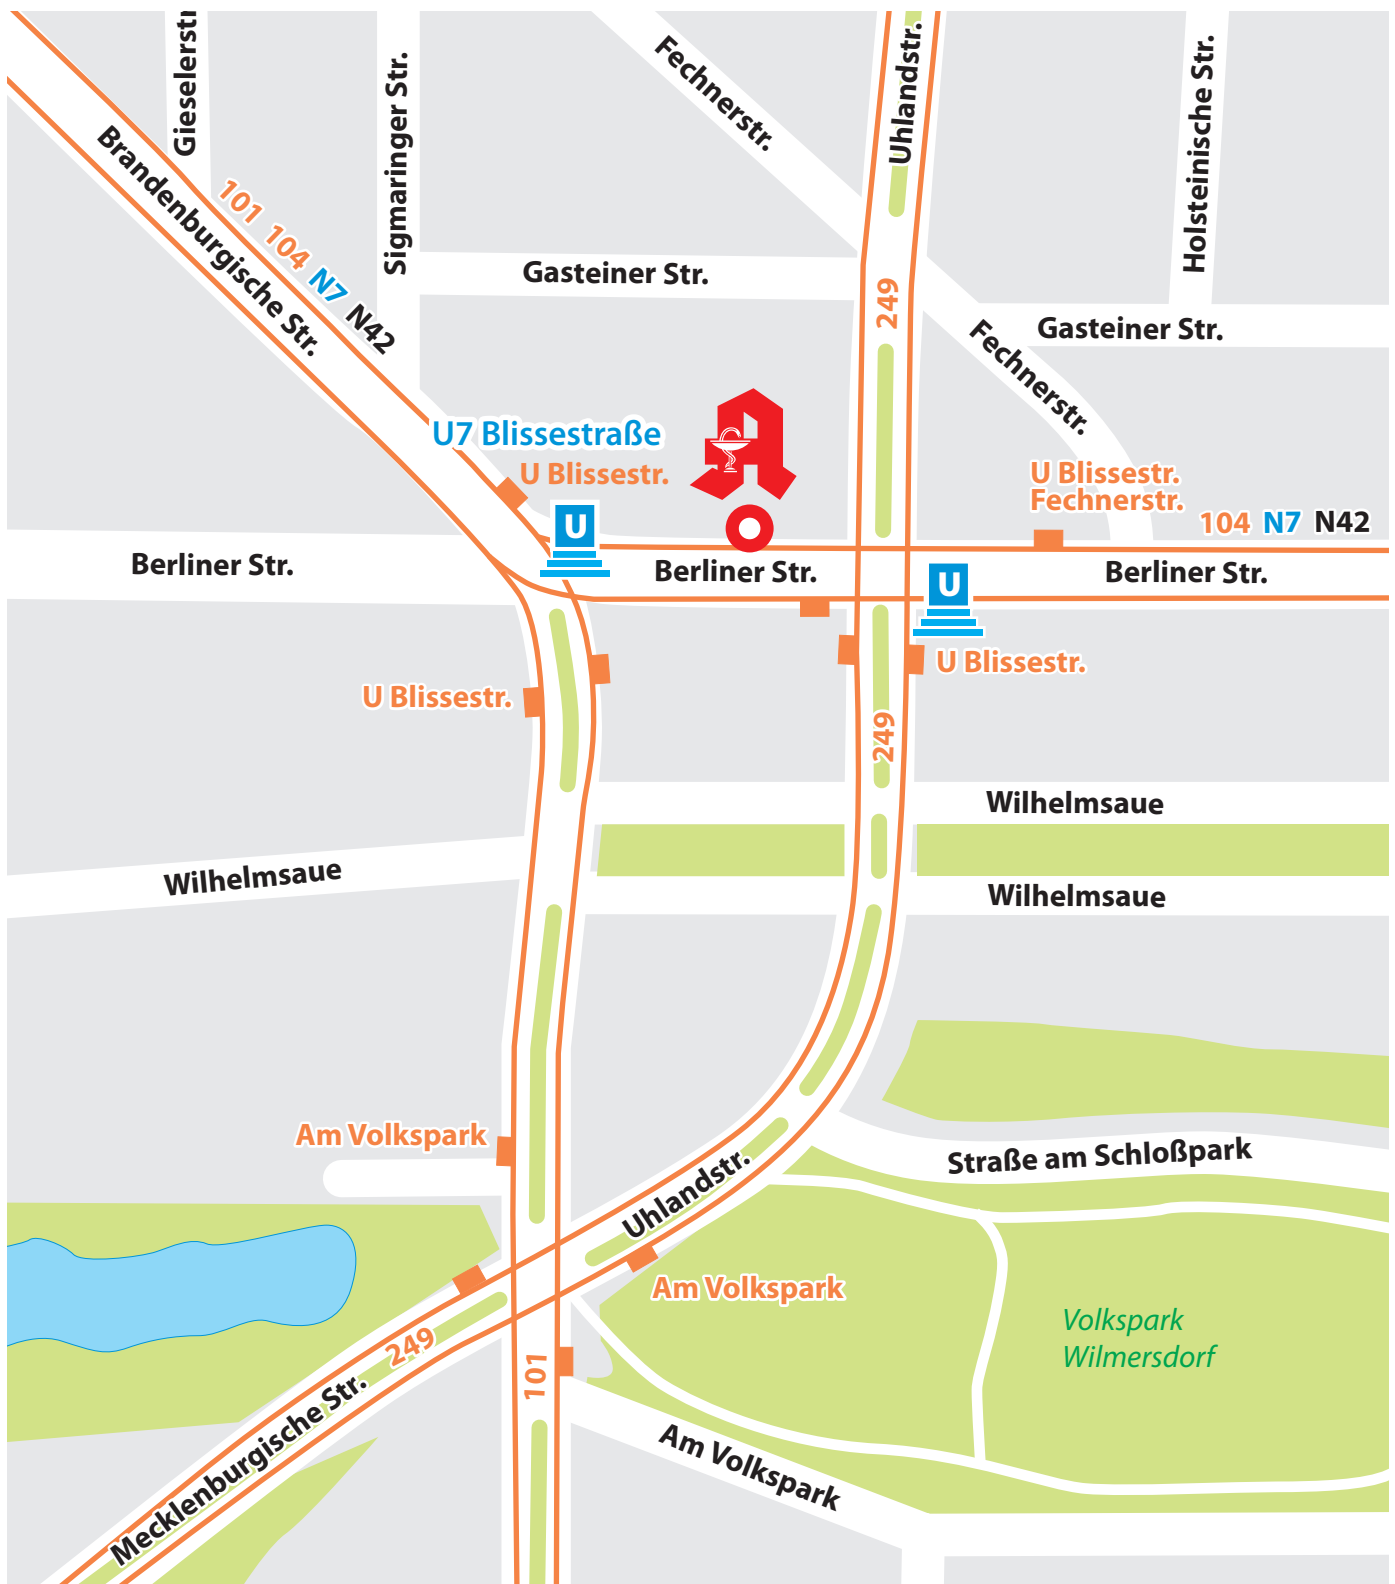 Gieselerstr
Sigmaringer Str.
Fechnerstr.
Uhlandstr.
Holsteinische Str.
Brandenburgische Str.
101 104 N7 N42
Gasteiner Str.
249
Gasteiner Str.
Fechnerstr.
U7 Blissestraße
U Blissestr.
U Blissestr.
Fechnerstr.
104 N7 N42
U
Berliner Str.
Berliner Str.
Berliner Str.
U
U Blissestr.
U Blissestr.
249
Wilhelmsaue
Wilhelmsaue
Wilhelmsaue
Am Volkspark
Straße am Schloßpark
Uhlandstr.
Am Volkspark
Volkspark
Wilmersdorf
249
101
Mecklenburgische Str.
Am Volkspark